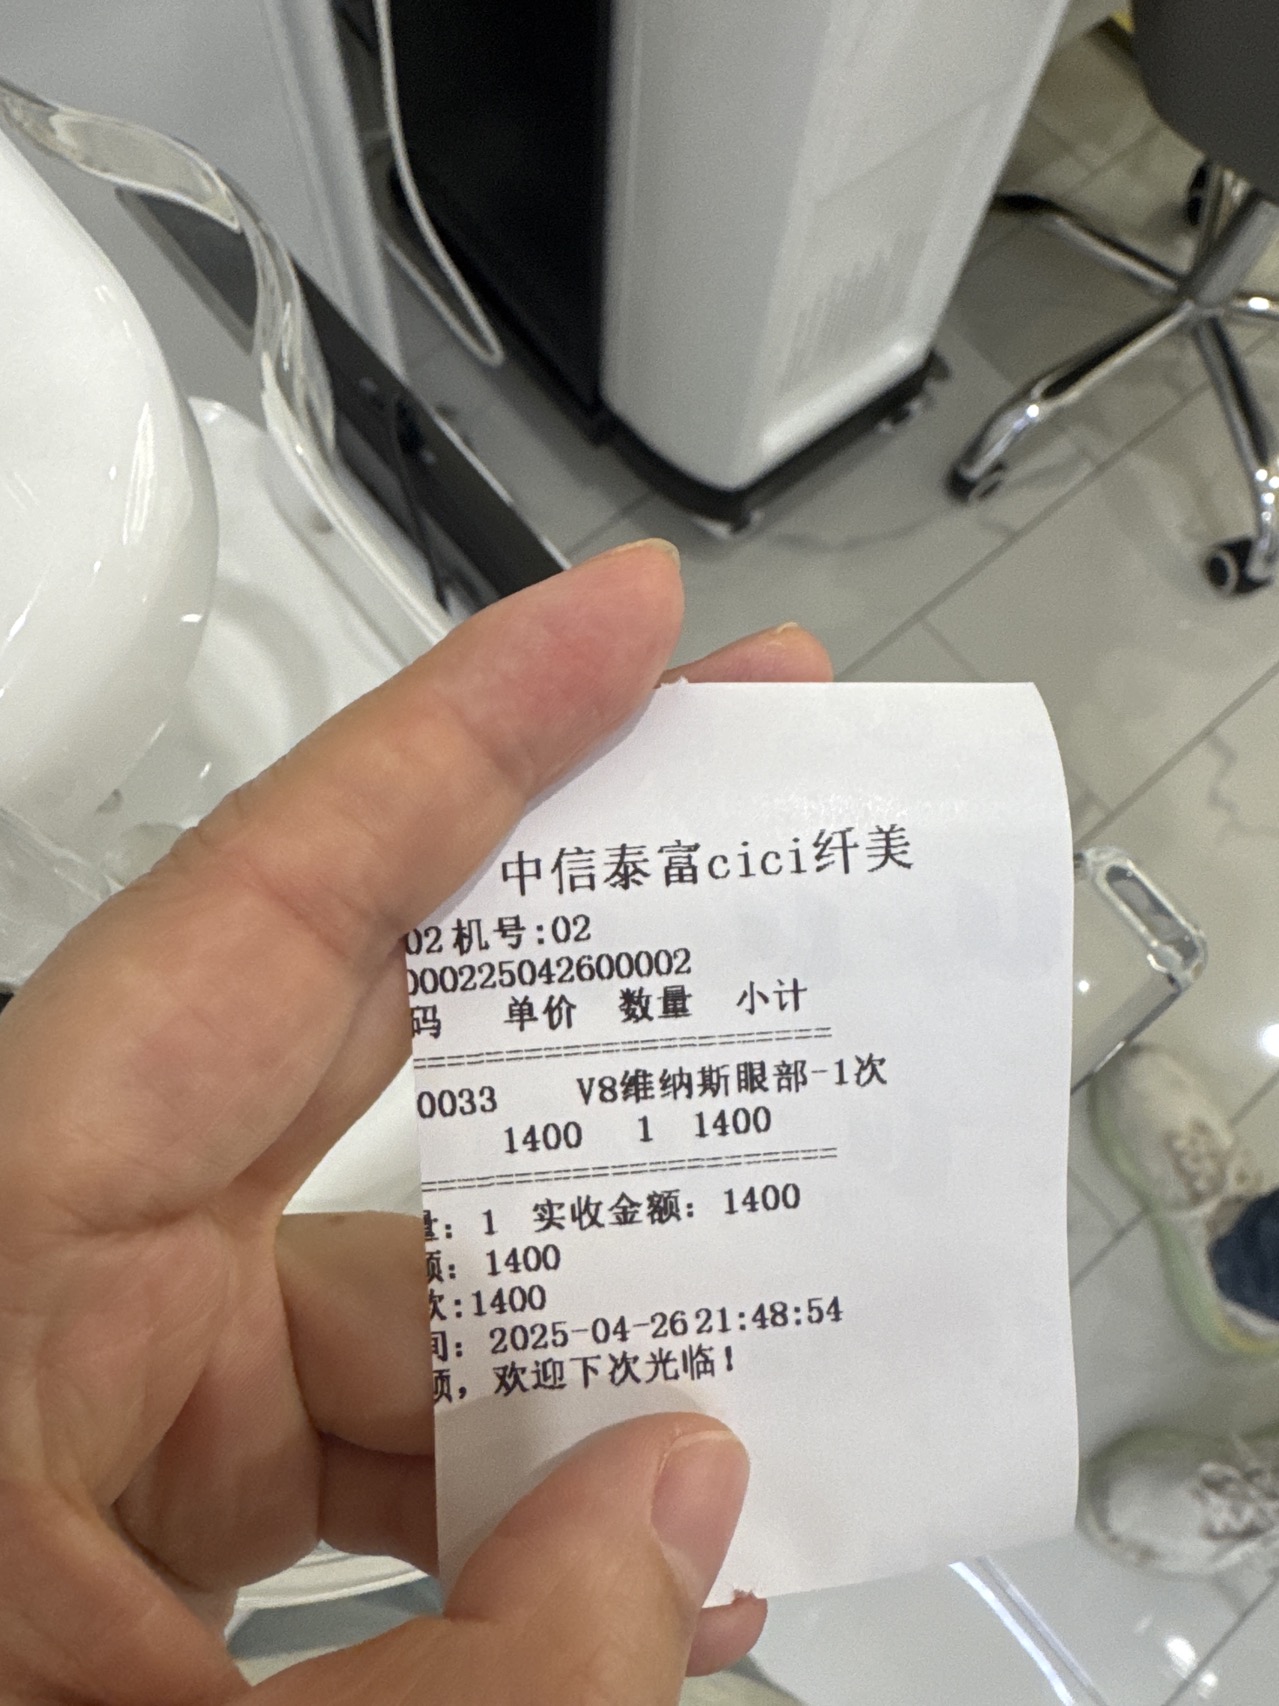 中信泰富cici纤美
02机号:02
000225042600002
码 单价 数量 小计
==========================
0033 V8维纳斯眼部-1次
1400 1 1400
==========================
量: 1 实收金额: 1400
额: 1400
欠:1400
间: 2025-04-26 21:48:54
顾, 欢迎下次光临!